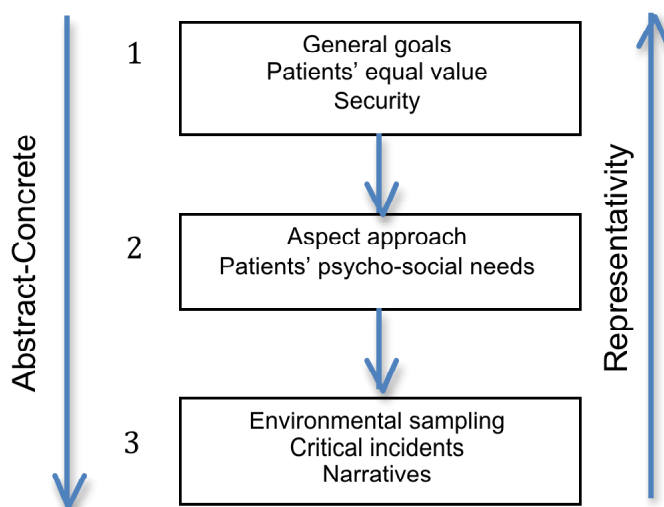 1
General goals
Patients’ equal value
Security
2
Aspect approach
Patients’ psycho-social needs
3
Environmental sampling
Critical incidents
Narratives
Abstract-Concrete
Representativity